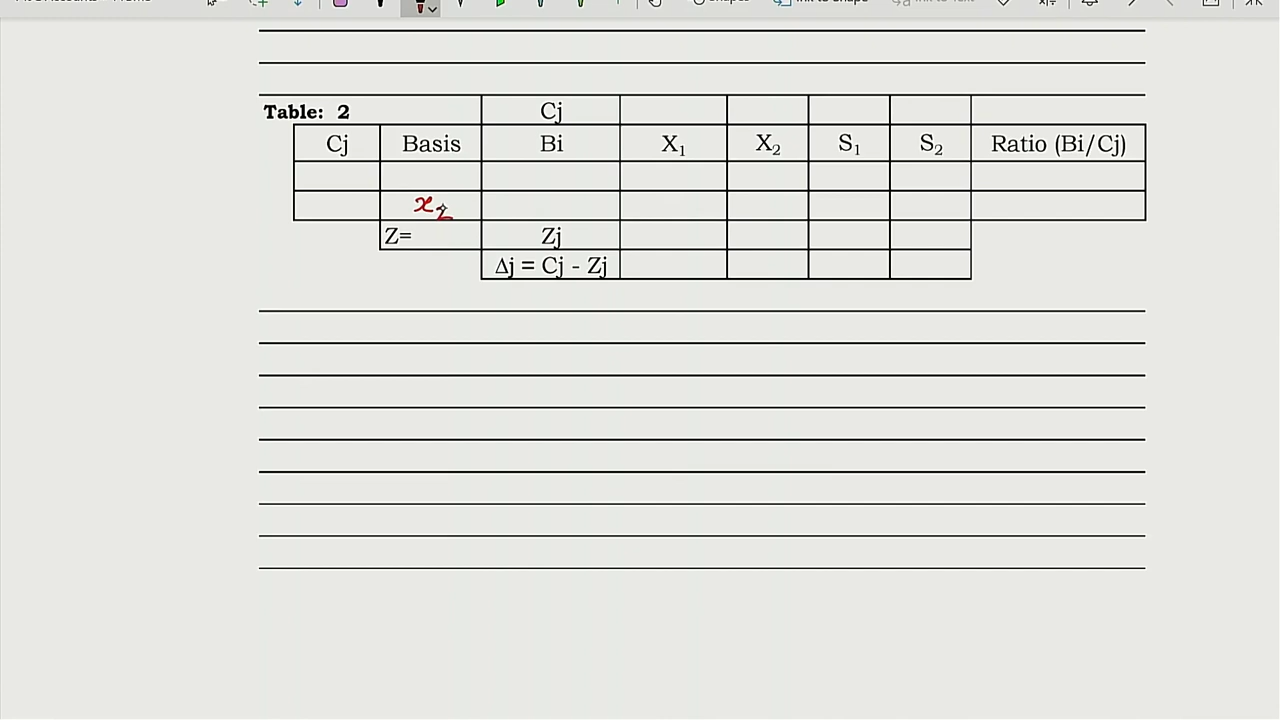 Table: 2 Cj
Cj Basis Bi X₁ X₂ S₁ S₂ Ratio (Bi/Cj)
x₂
Z= Zj
Δj = Cj - Zj